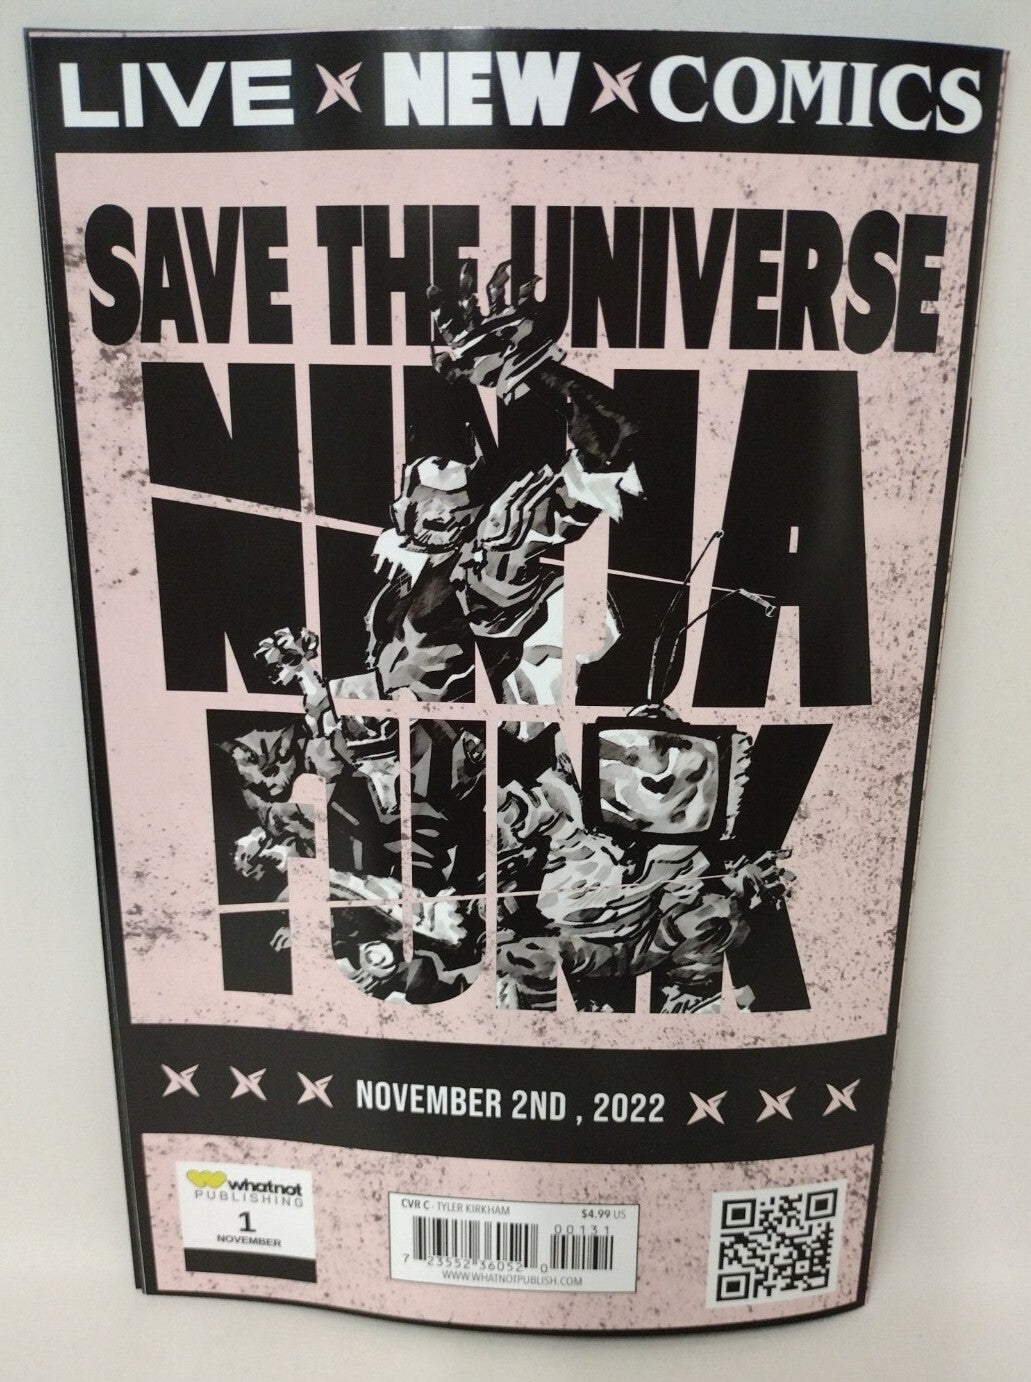 LIVE NEW COMICS
SAVE THE UNIVERSE
NINJA
FUNK
NOVEMBER 2ND , 2022
whatnot
PUBLISHING
1
NOVEMBER
CVR C - TYLER KIRKHAM $4.99 US
00131
7 23552 36052 0
WWW.WHATNOTPUBLISH.COM